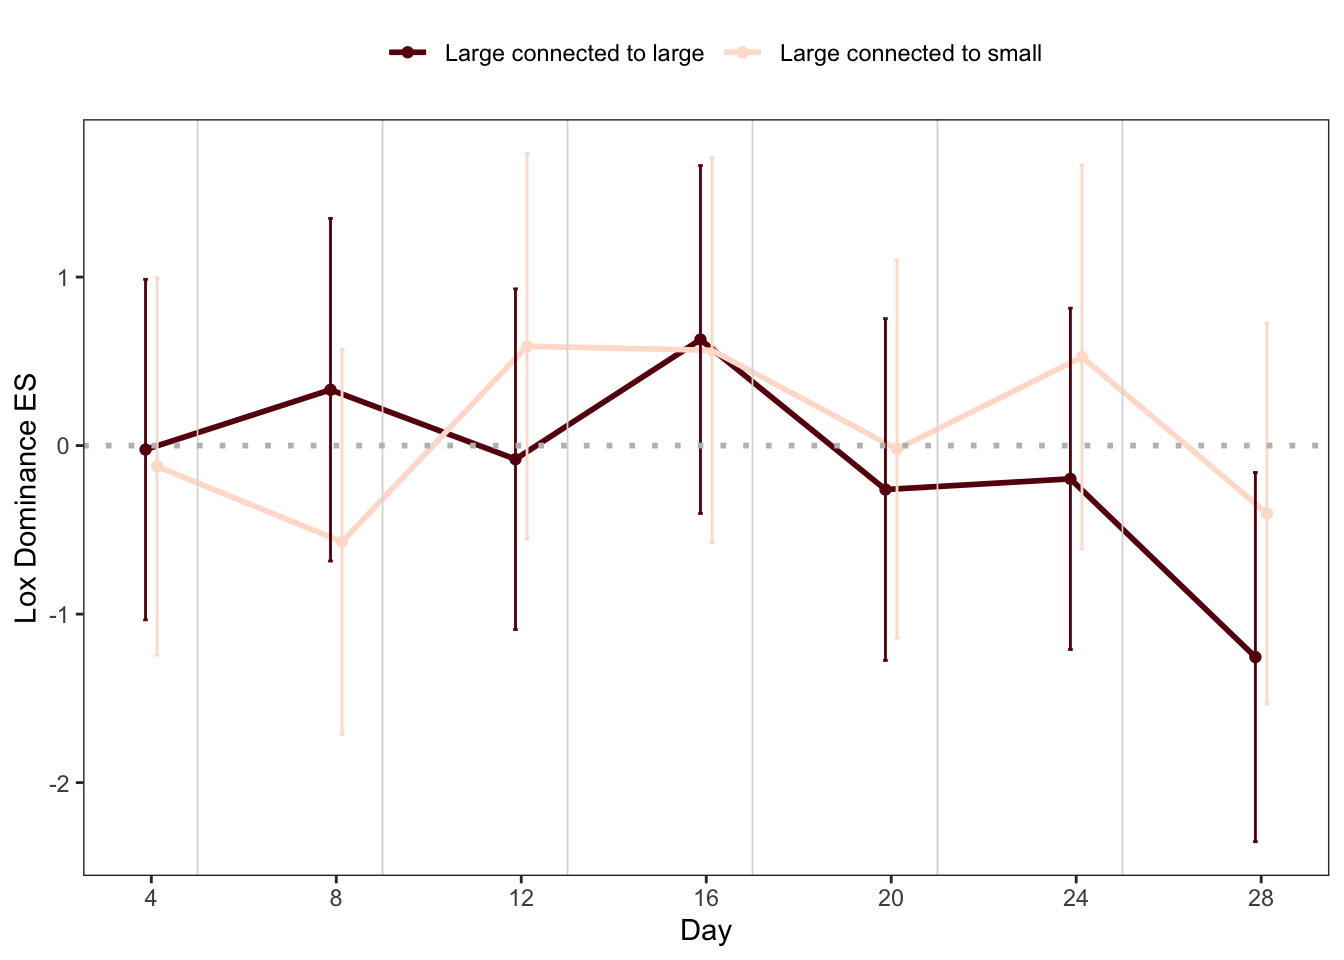 Large connected to large
Large connected to small
Lox Dominance ES
1
0
-1
-2
4 8 12 16 20 24 28
Day